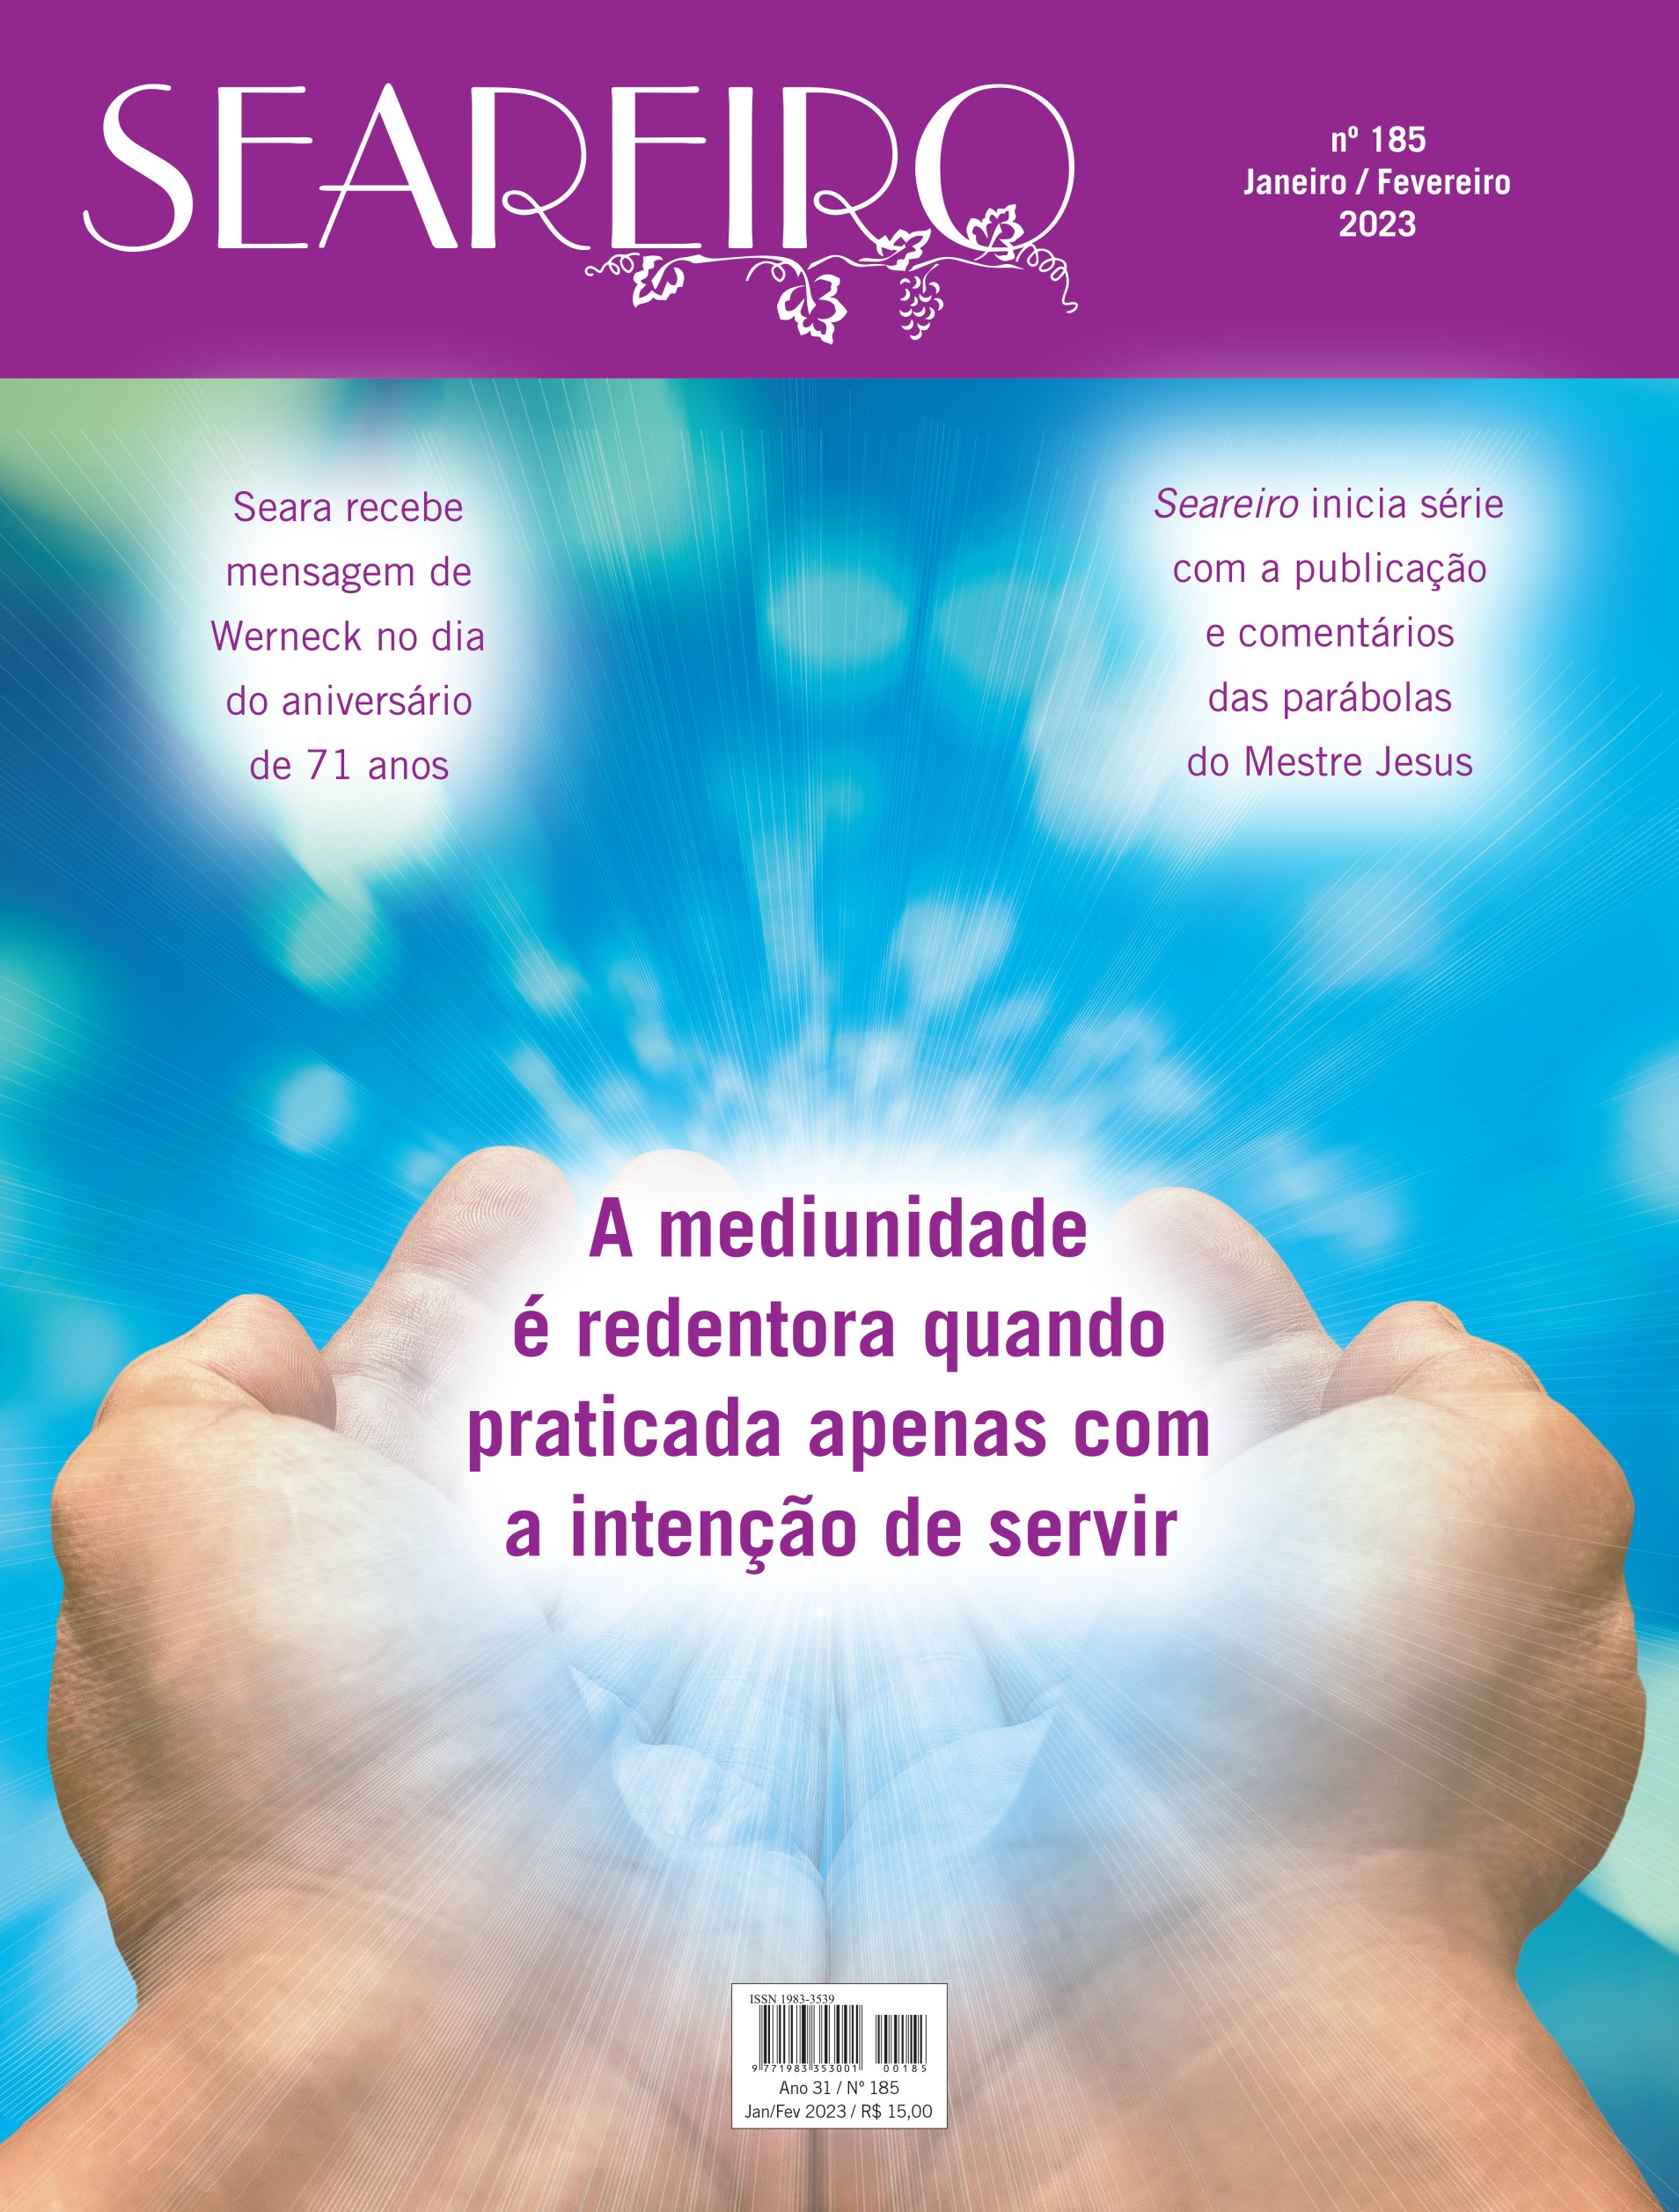 SEAREIRO
nº 185
Janeiro / Fevereiro
2023
Seara recebe
mensagem de
Werneck no dia
do aniversário
de 71 anos
Seareiro inicia série
com a publicação
e comentários
das parábolas
do Mestre Jesus
A mediunidade
é redentora quando
praticada apenas com
a intenção de servir
ISSN 1983-3539
9 771983 353001 00185
Ano 31 / Nº 185
Jan/Fev 2023 / R$ 15,00